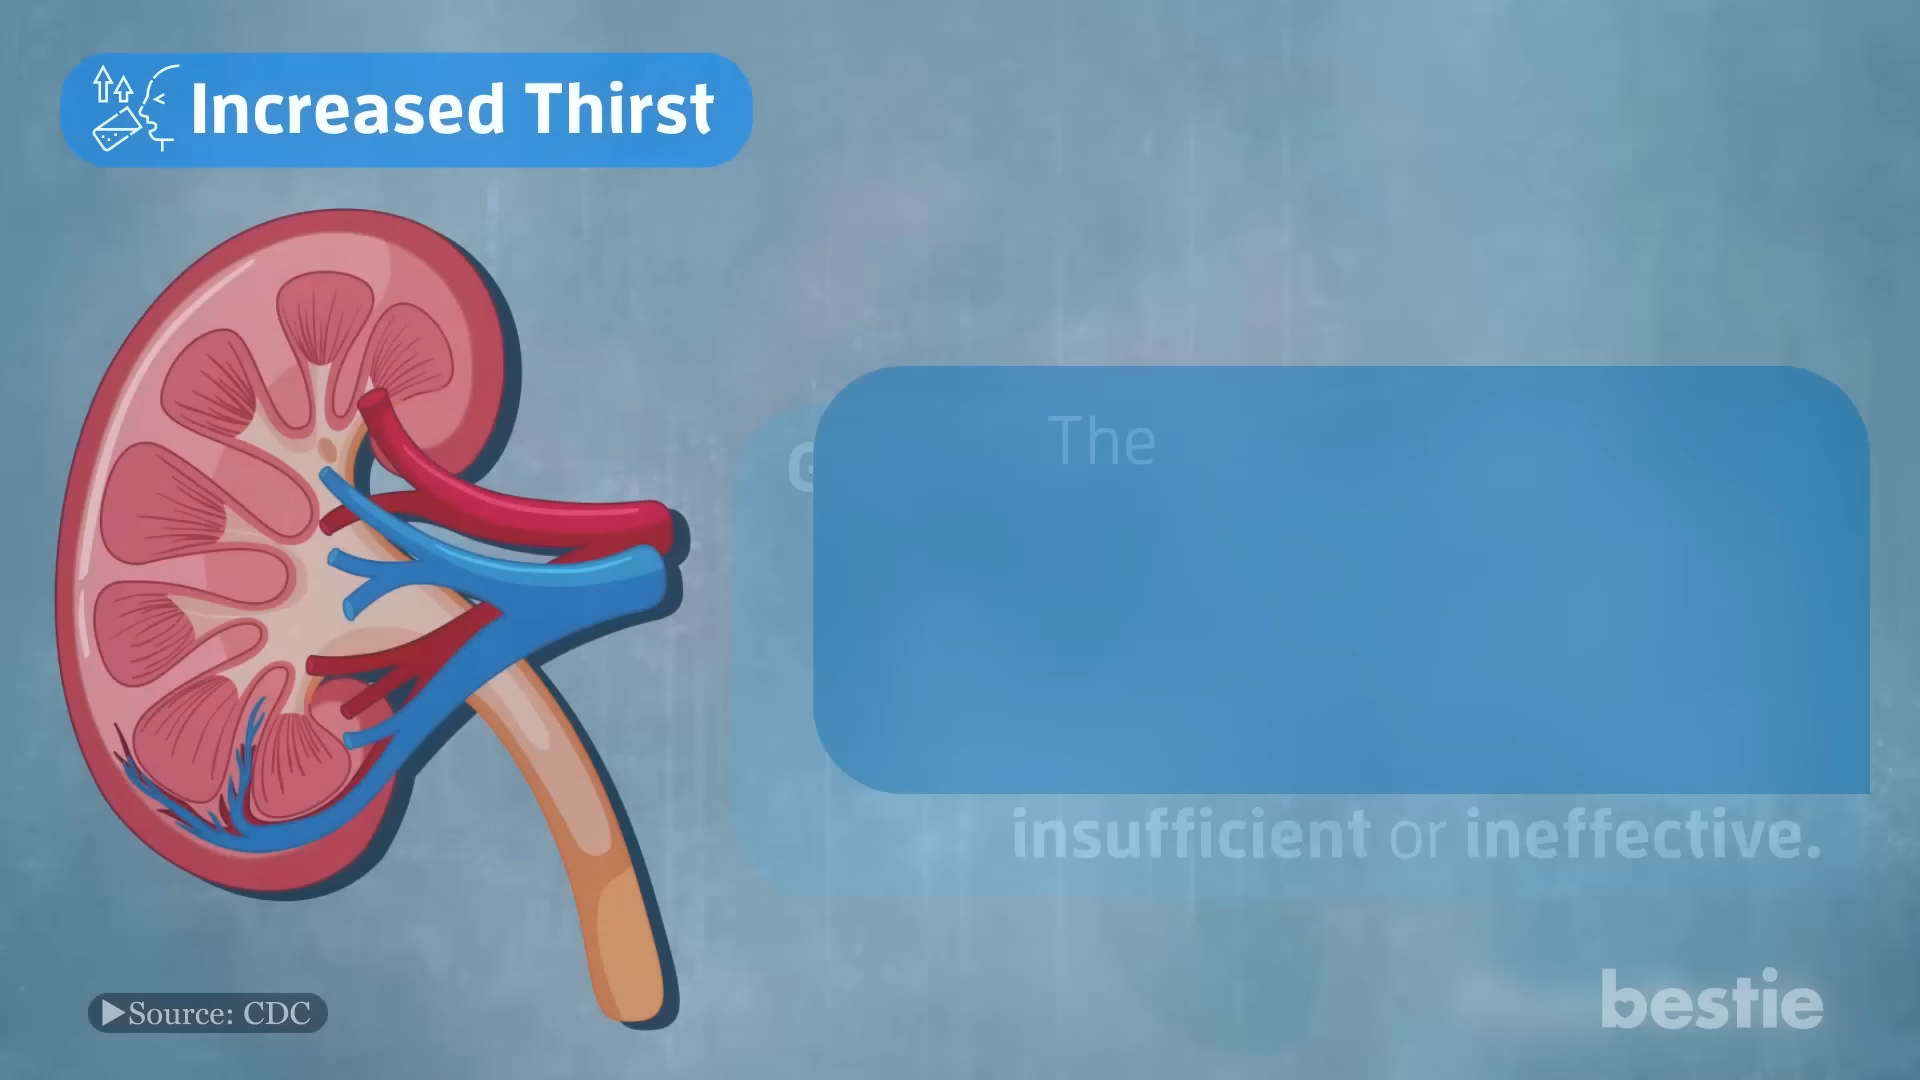 Increased Thirst
The
insufficient or ineffective.
Source: CDC
bestie